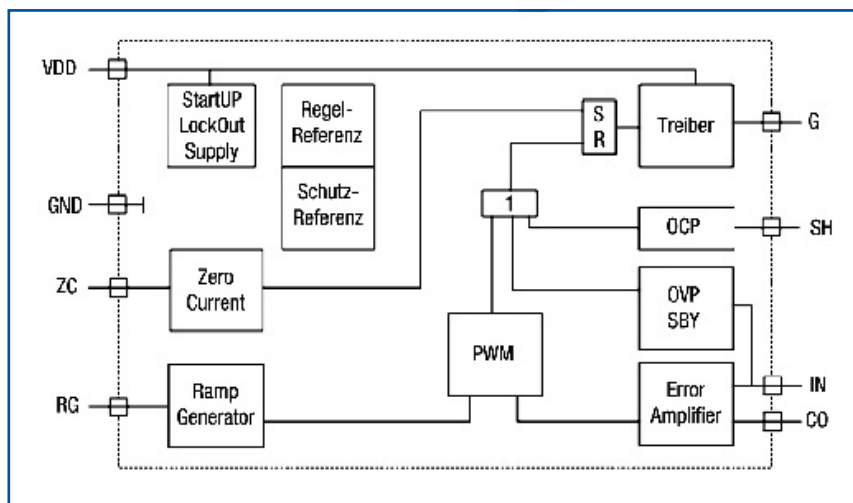 VDD
StartUP
LockOut
Supply
Regel-
Referenz
S
R
Treiber
G
GND
Schutz-
Referenz
1
OCP
SH
ZC
Zero
Current
OVP
SBY
PWM
RG
Ramp
Generator
Error
Amplifier
IN
CO